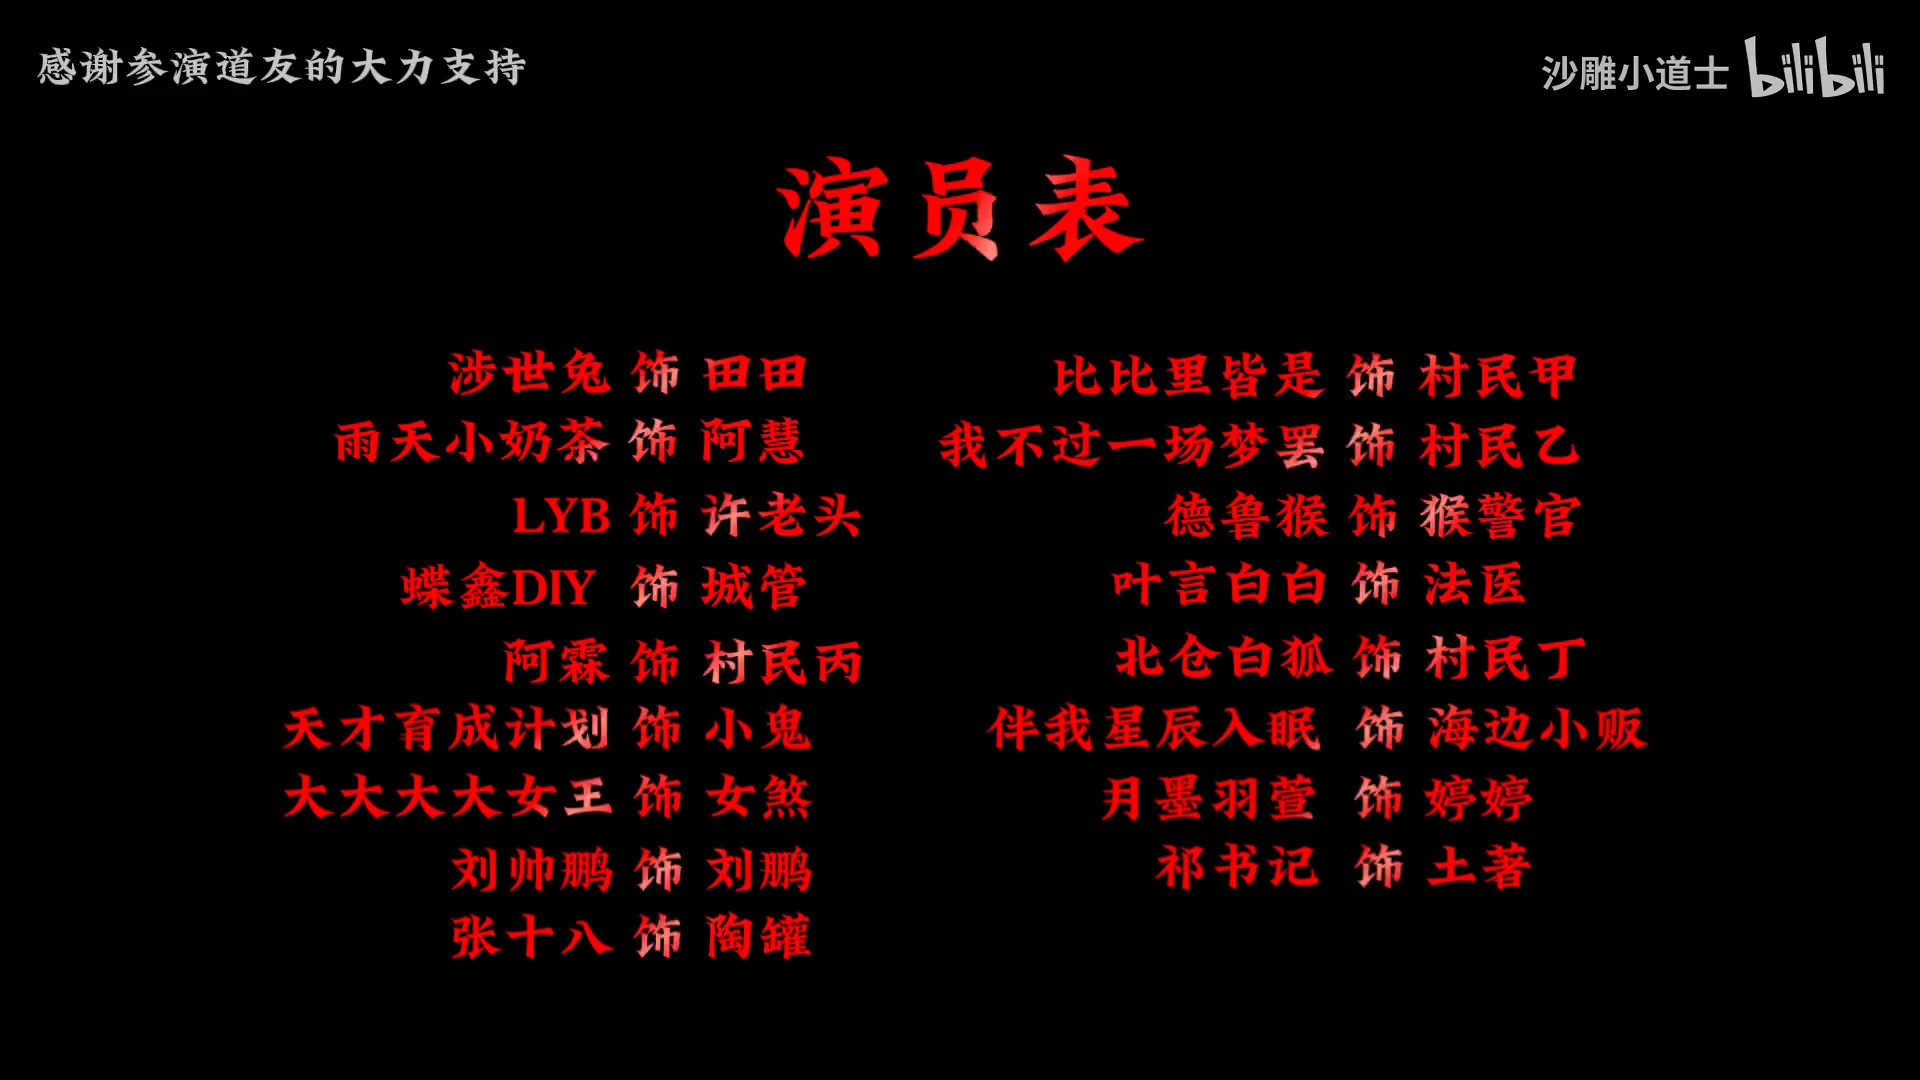 感谢参演道友的大力支持
沙雕小道士 bilibili
演员表
涉世兔 饰 田田
雨天小奶茶 饰 阿慧
LYB 饰 许老头
蝶鑫DIY 饰 城管
阿霖 饰 村民丙
天才育成计划 饰 小鬼
大大大大女王 饰 女煞
刘帅鹏 饰 刘鹏
张十八 饰 陶罐
比比里皆是 饰 村民甲
我不过一场梦罢 饰 村民乙
德鲁猴 饰 猴警官
叶言白白 饰 法医
北仓白狐 饰 村民丁
伴我星辰入眠 饰 海边小贩
月墨羽萱 饰 婷婷
祁书记 饰 土著